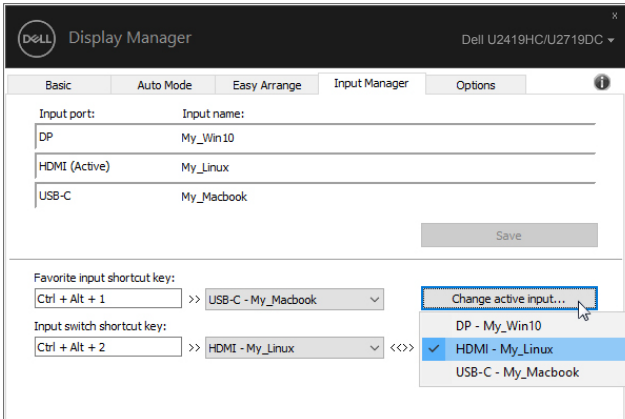 x
DELL Display Manager Dell U2419HC/U2719DC
Basic Auto Mode Easy Arrange Input Manager Options i
Input port: Input name:
DP My_Win10
HDMI (Active) My_Linux
USB-C My_Macbook
Save
Favorite input shortcut key:
Ctrl + Alt + 1 >> USB-C - My_Macbook Change active input...
Input switch shortcut key:
Ctrl + Alt + 2 >> HDMI - My_Linux <<>>
DP - My_Win10
HDMI - My_Linux
USB-C - My_Macbook